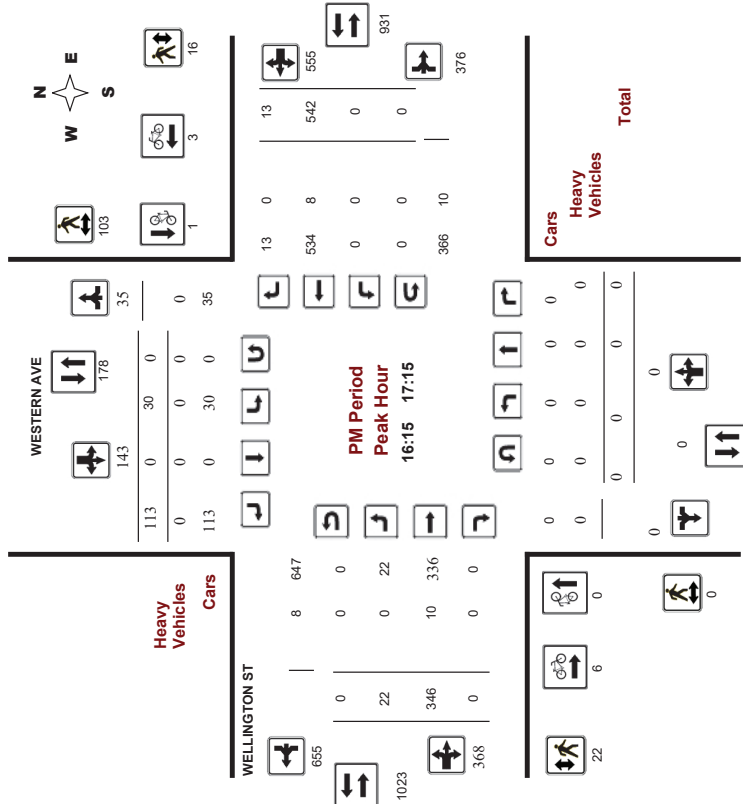 N
W E
S
16
3
103
1
WESTERN AVE
35
178
143
113 0 30 0
0 0 0 0 0
113 0 30 0 35
931
555
376
13 0 13
534 8 542
0 0 0
0 0 0
366 10
Heavy
Vehicles
Cars
PM Period
Peak Hour
16:15 17:15
WELLINGTON ST
8 647
0 0 0
22 0 22
346 10 336
0 0 0
655
1023
368
Cars
Heavy
Vehicles
Total
0 0 0 0 0
0 0 0 0 0
0 0 0 0
0
0
0
0
6
0
22